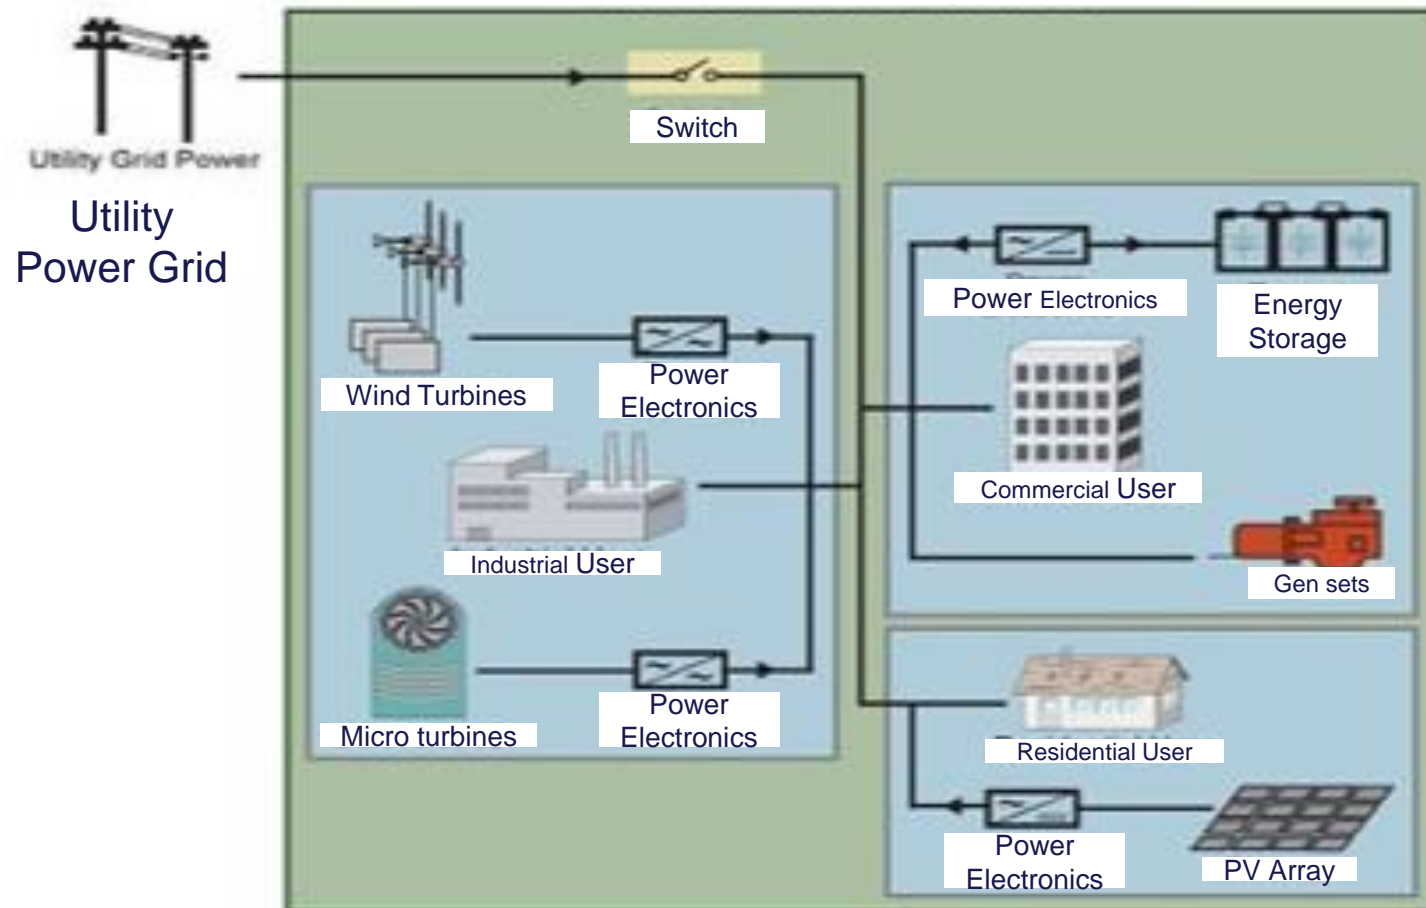 Utility Grid Power
Utility
Power Grid
Switch
Wind Turbines
Power
Electronics
Industrial User
Micro turbines
Power
Electronics
Power Electronics
Energy
Storage
Commercial User
Gen sets
Residential User
Power
Electronics
PV Array